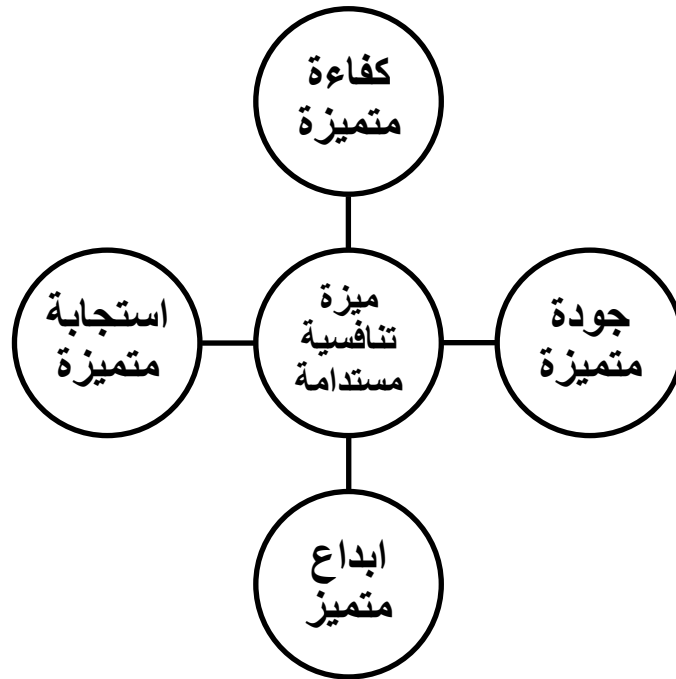 كفاءة
متميزة
جودة
متميزة
ميزة
تنافسية
مستدامة
استجابة
متميزة
ابداع
متميز